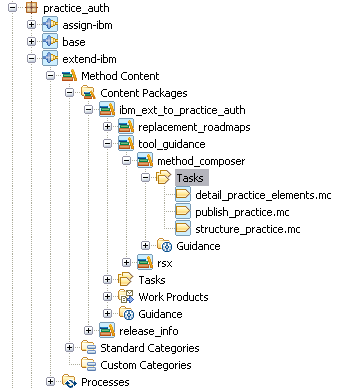 practice_auth
assign-ibm
base
extend-ibm
Method Content
Content Packages
ibm_ext_to_practice_auth
replacement_roadmaps
tool_guidance
method_composer
Tasks
detail_practice_elements.mc
publish_practice.mc
structure_practice.mc
Guidance
rsx
Tasks
Work Products
Guidance
release_info
Standard Categories
Custom Categories
Processes